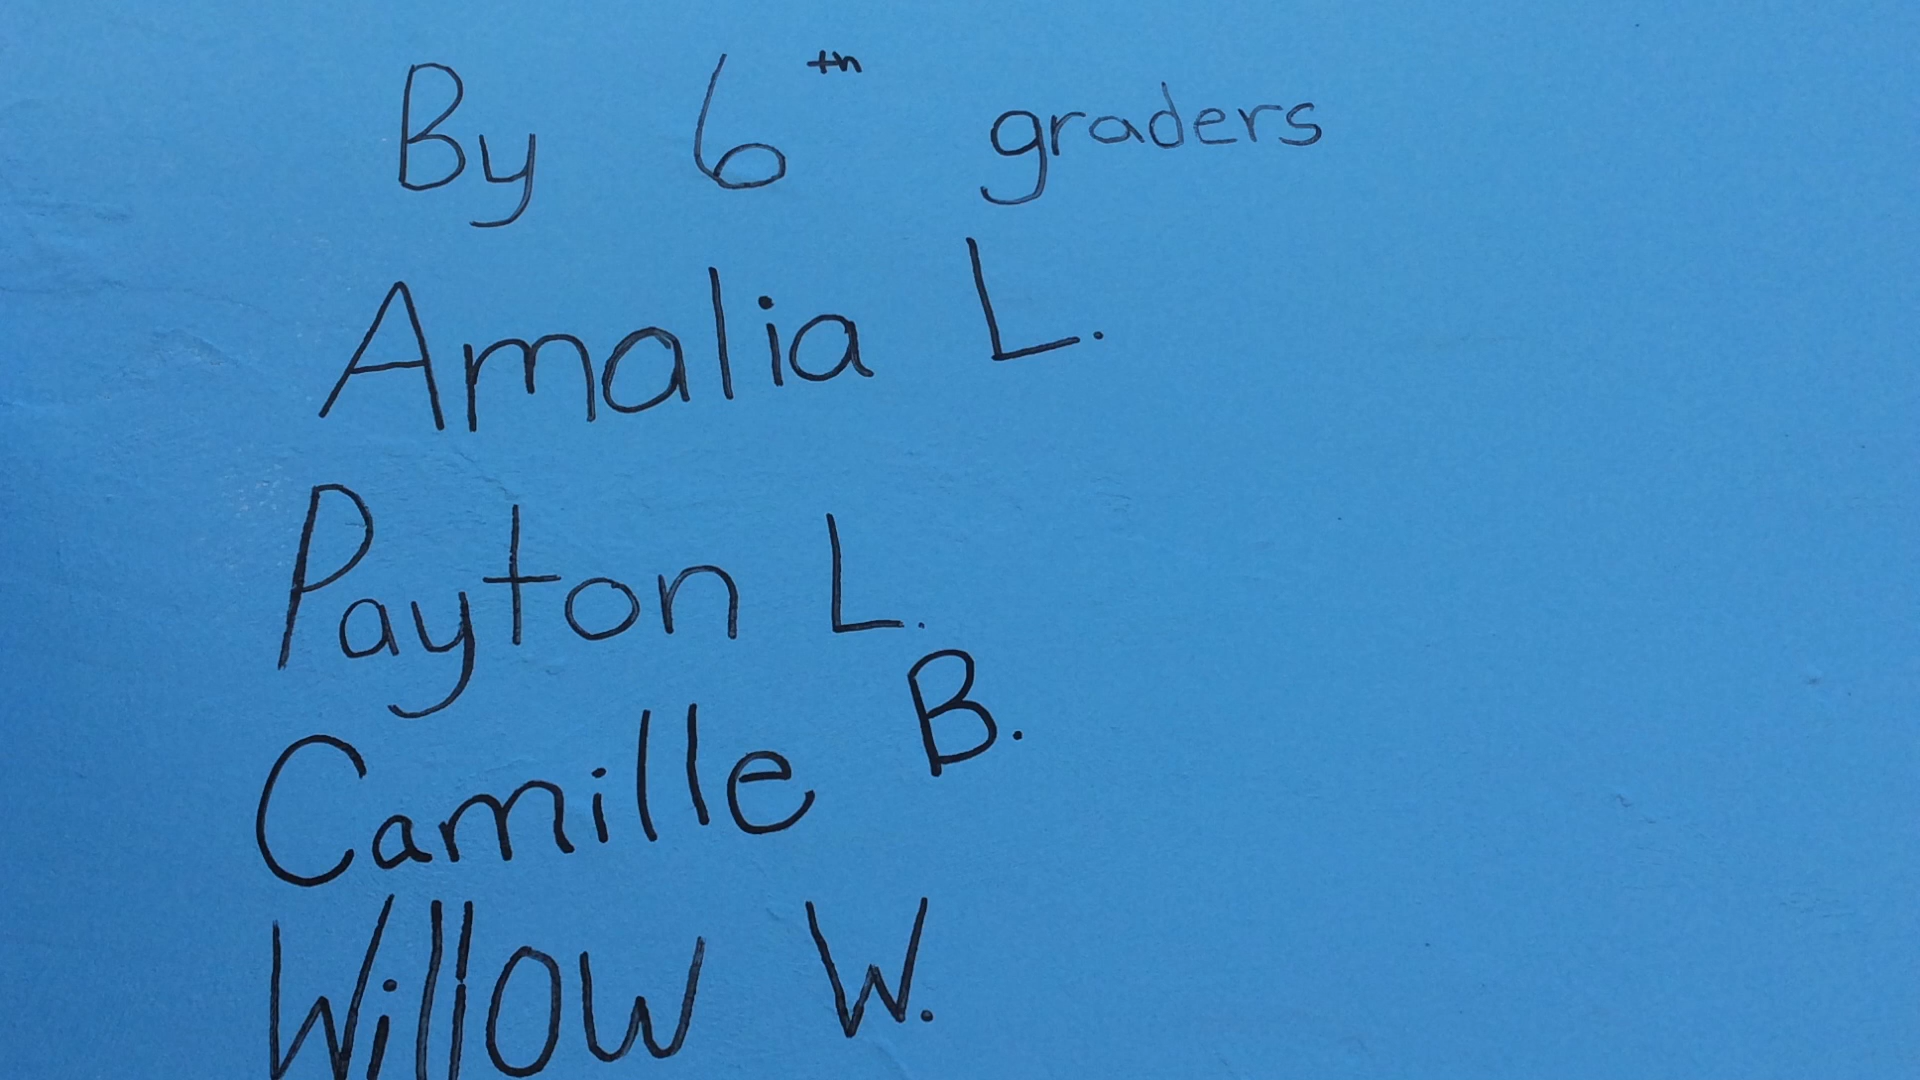 By 6th graders
Amalia L.
Payton L.
Camille B.
Willow W.